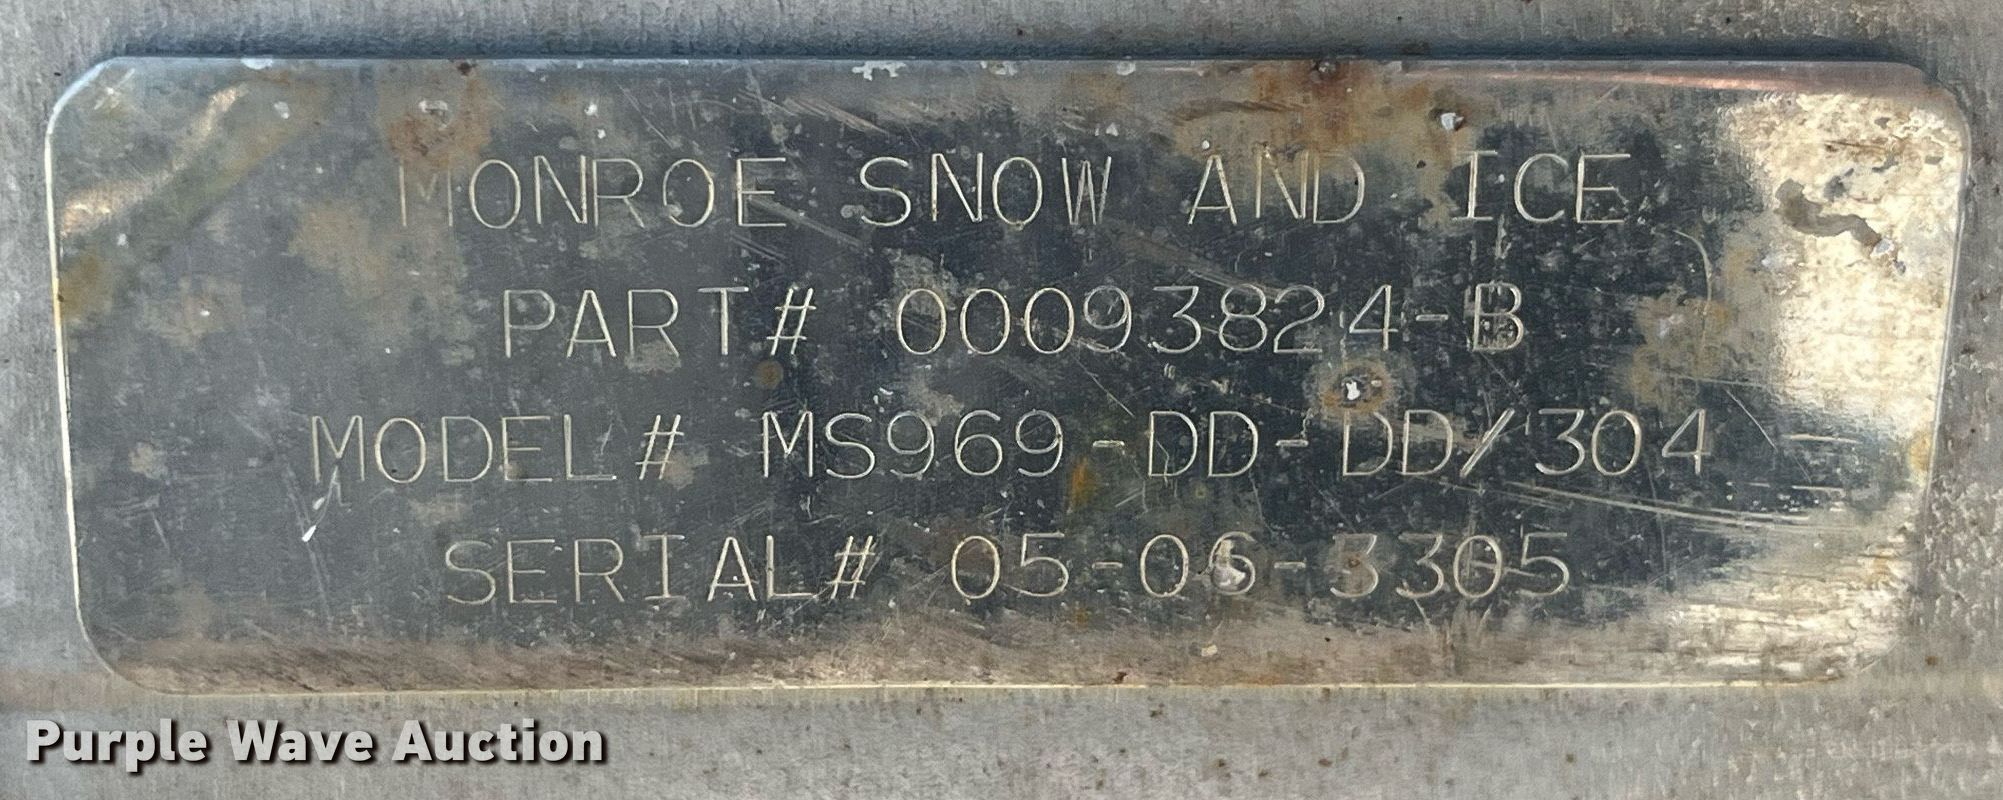 MONROE SNOW AND ICE
PART# 00093824-B
MODEL# MS969-DD-DD/304
SERIAL# 05-06-3305
Purple Wave Auction